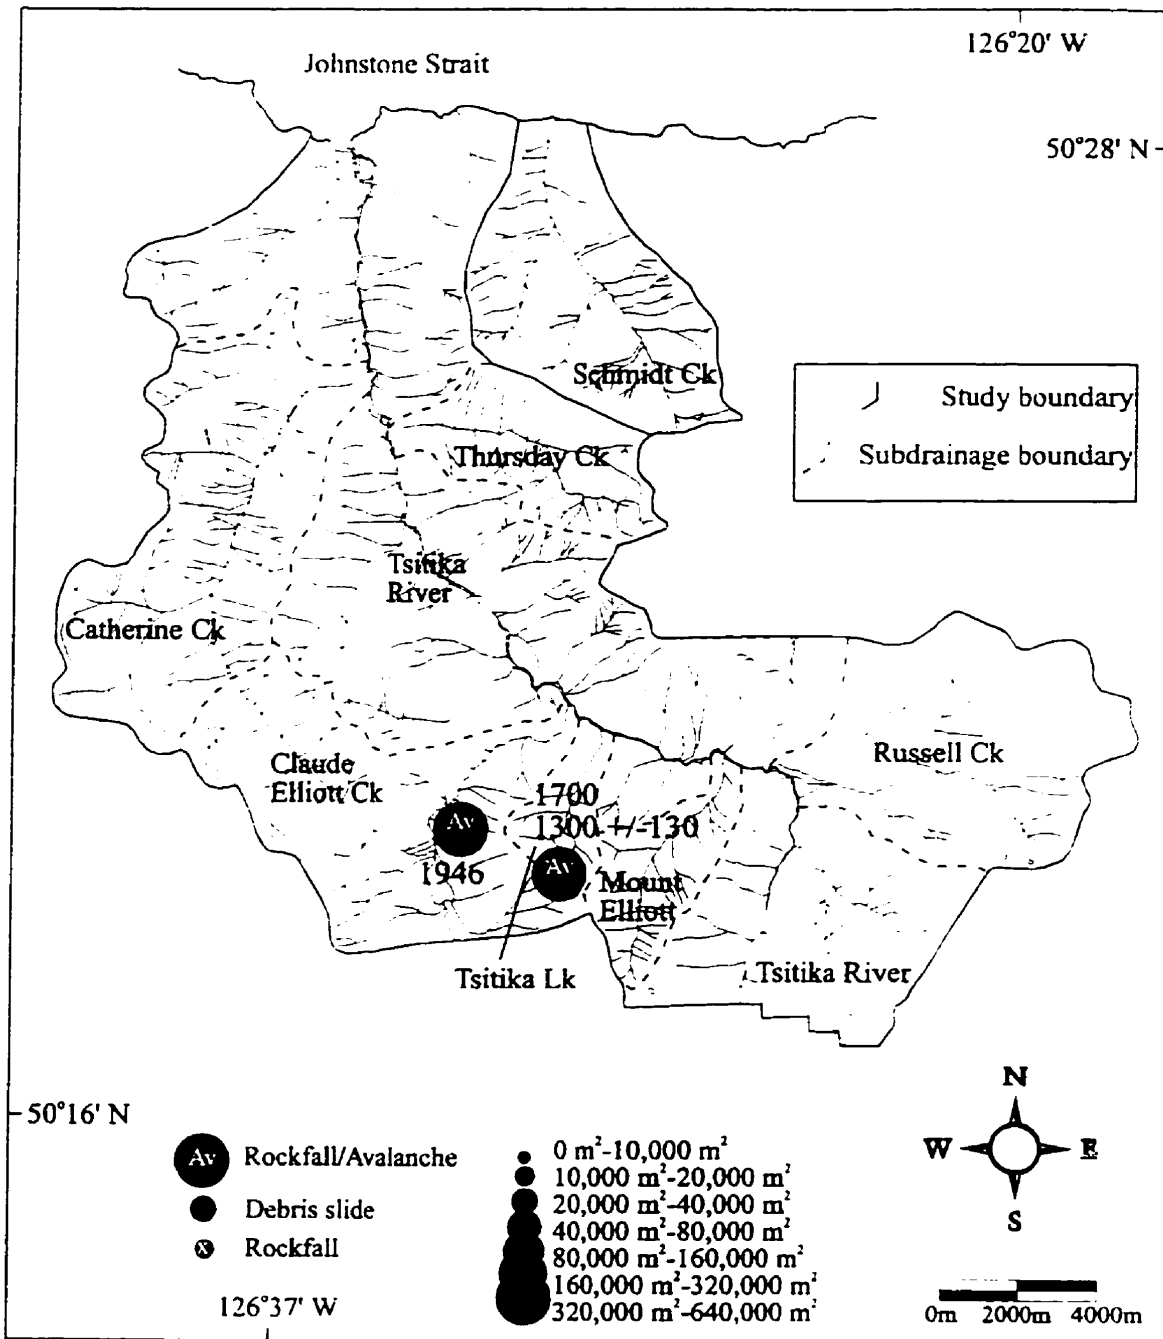 126°20' W
Johnstone Strait
50°28' N
Schmidt Ck
Study boundary
Subdrainage boundary
Thursday Ck
Tsitika
River
Catherine Ck
Russell Ck
Claude
Elliott Ck
1700
1300 +/-130
Av
1946
Av
Mount
Elliott
Tsitika Lk
Tsitika River
50°16' N
N
W
E
S
Av Rockfall/Avalanche
Debris slide
x Rockfall
0 m²-10,000 m²
10,000 m²-20,000 m²
20,000 m²-40,000 m²
40,000 m²-80,000 m²
80,000 m²-160,000 m²
160,000 m²-320,000 m²
320,000 m²-640,000 m²
126°37' W
0m 2000m 4000m